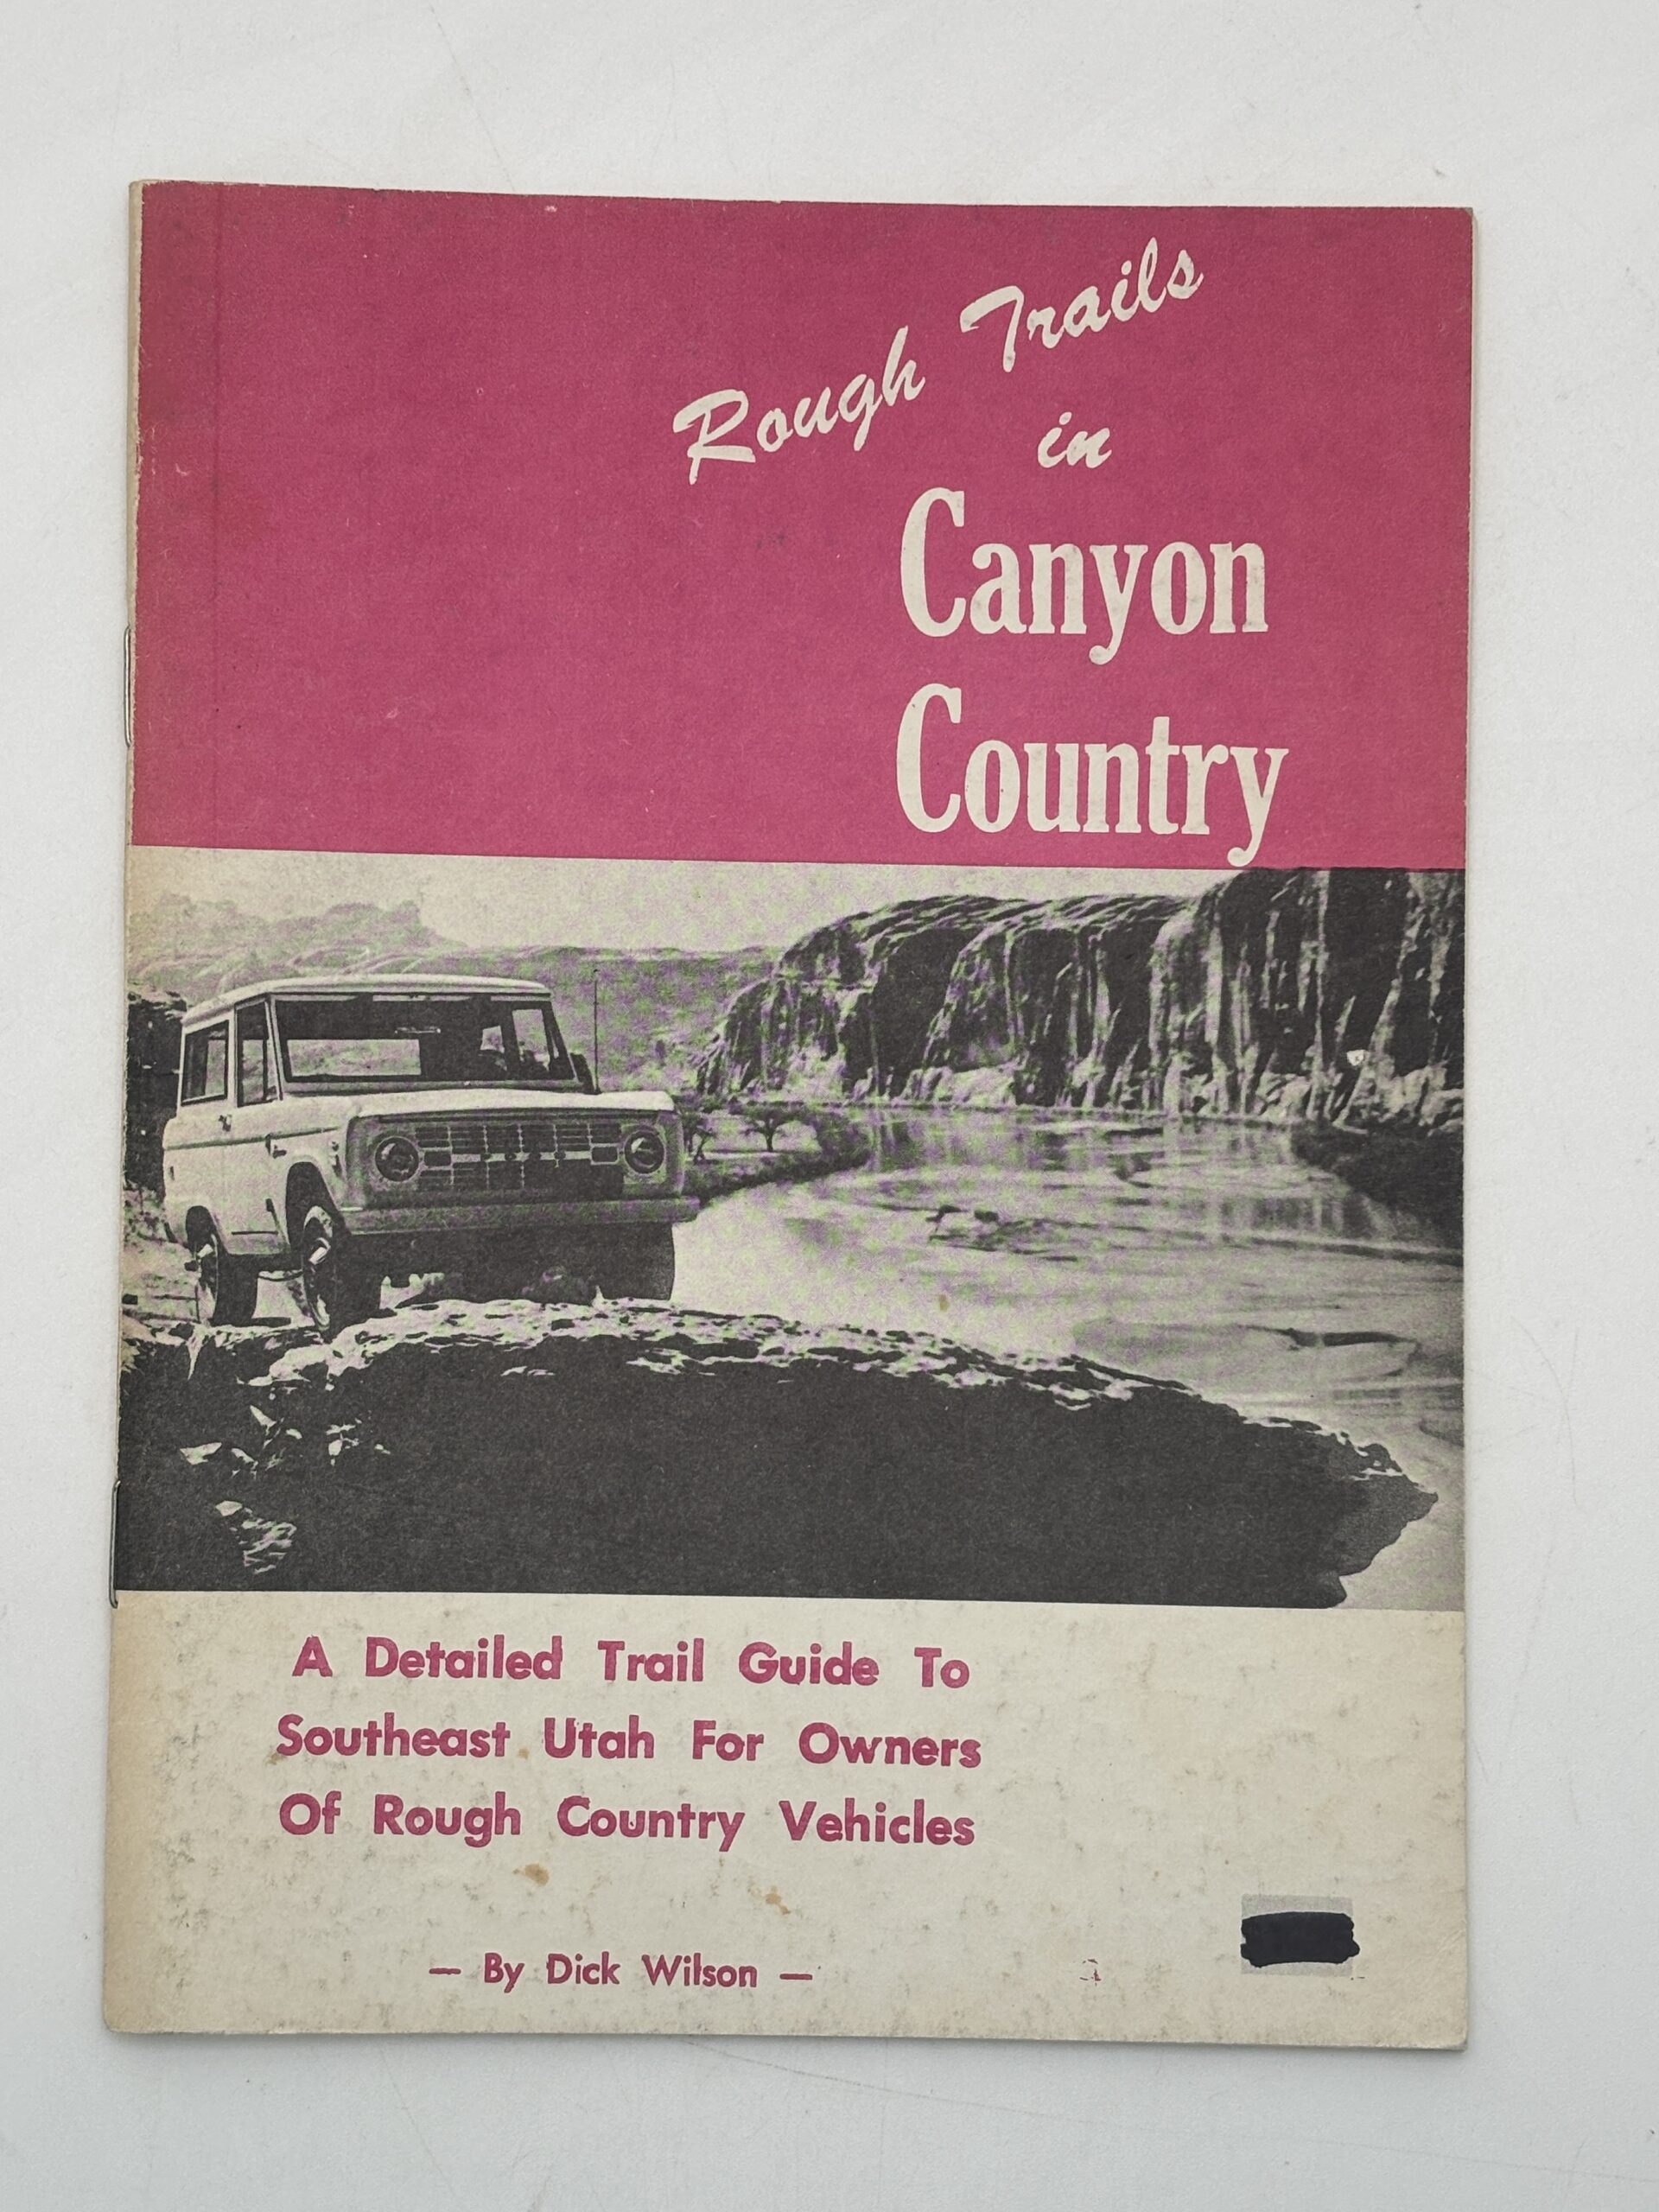 Rough Trails
in
Canyon
Country
A Detailed Trail Guide To
Southeast Utah For Owners
Of Rough Country Vehicles
— By Dick Wilson —